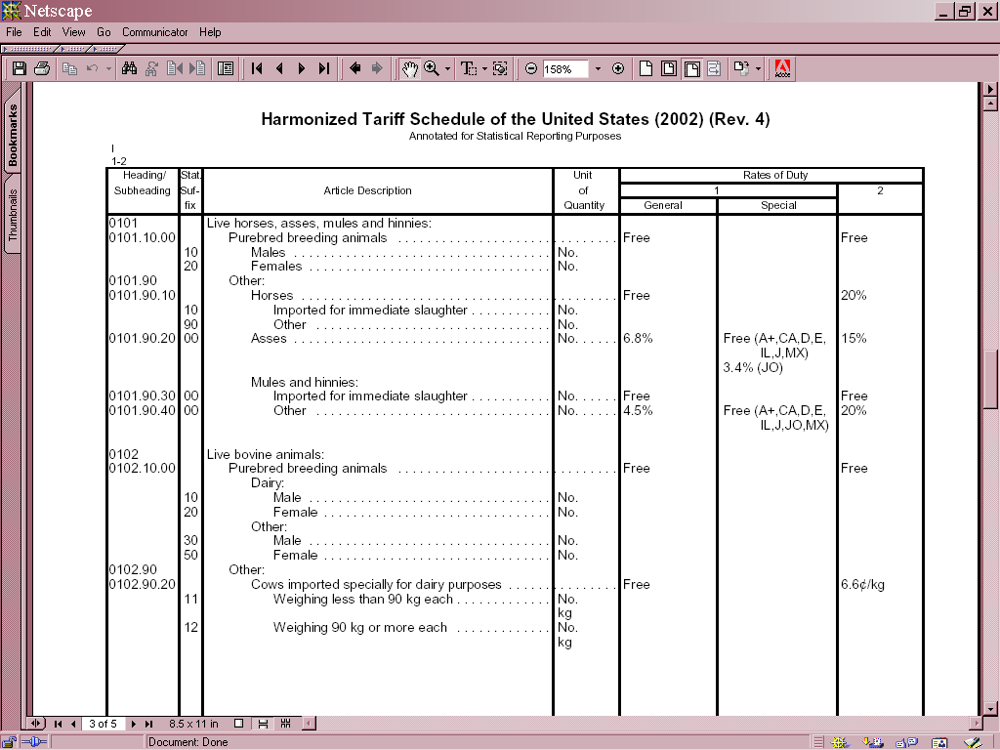 Netscape
File Edit View Go Communicator Help
158%
Adobe
Bookmarks
Thumbnails
Harmonized Tariff Schedule of the United States (2002) (Rev. 4)
Annotated for Statistical Reporting Purposes
I
1-2
Heading/ Stat. Unit Rates of Duty
Subheading Suf- Article Description of 1 2
fix Quantity General Special
0101 Live horses, asses, mules and hinnies:
0101.10.00 Purebred breeding animals . . . . . . . . . . . . . . . . . . . . . . . . . . . . . . Free Free
10 Males . . . . . . . . . . . . . . . . . . . . . . . . . . . . . . . . . . No.
20 Females . . . . . . . . . . . . . . . . . . . . . . . . . . . . . . . . No.
0101.90 Other:
0101.90.10 Horses . . . . . . . . . . . . . . . . . . . . . . . . . . . . . . . . . . . . . . . . . . Free 20%
10 Imported for immediate slaughter . . . . . . . . . . . No.
90 Other . . . . . . . . . . . . . . . . . . . . . . . . . . . . . . . No.
0101.90.20 00 Asses . . . . . . . . . . . . . . . . . . . . . . . . . . . . . . . . . . No. . . . . . 6.8% Free (A+,CA,D,E, 15%
IL,J,MX)
3.4% (JO)
Mules and hinnies:
0101.90.30 00 Imported for immediate slaughter . . . . . . . . . . . No. . . . . . Free Free
0101.90.40 00 Other . . . . . . . . . . . . . . . . . . . . . . . . . . . . . . . No. . . . . . 4.5% Free (A+,CA,D,E, 20%
IL,J,JO,MX)
0102 Live bovine animals:
0102.10.00 Purebred breeding animals . . . . . . . . . . . . . . . . . . . . . . . . . . . . . . Free Free
Dairy:
10 Male . . . . . . . . . . . . . . . . . . . . . . . . . . . . . . . . No.
20 Female . . . . . . . . . . . . . . . . . . . . . . . . . . . . . . No.
Other:
30 Male . . . . . . . . . . . . . . . . . . . . . . . . . . . . . . . . No.
50 Female . . . . . . . . . . . . . . . . . . . . . . . . . . . . . . No.
0102.90 Other:
0102.90.20 Cows imported specially for dairy purposes . . . . . . . . . . . . . . . Free 6.6¢/kg
11 Weighing less than 90 kg each . . . . . . . . . . . . . No.
kg
12 Weighing 90 kg or more each . . . . . . . . . . . . . No.
kg
3 of 5 8.5 x 11 in
Document: Done